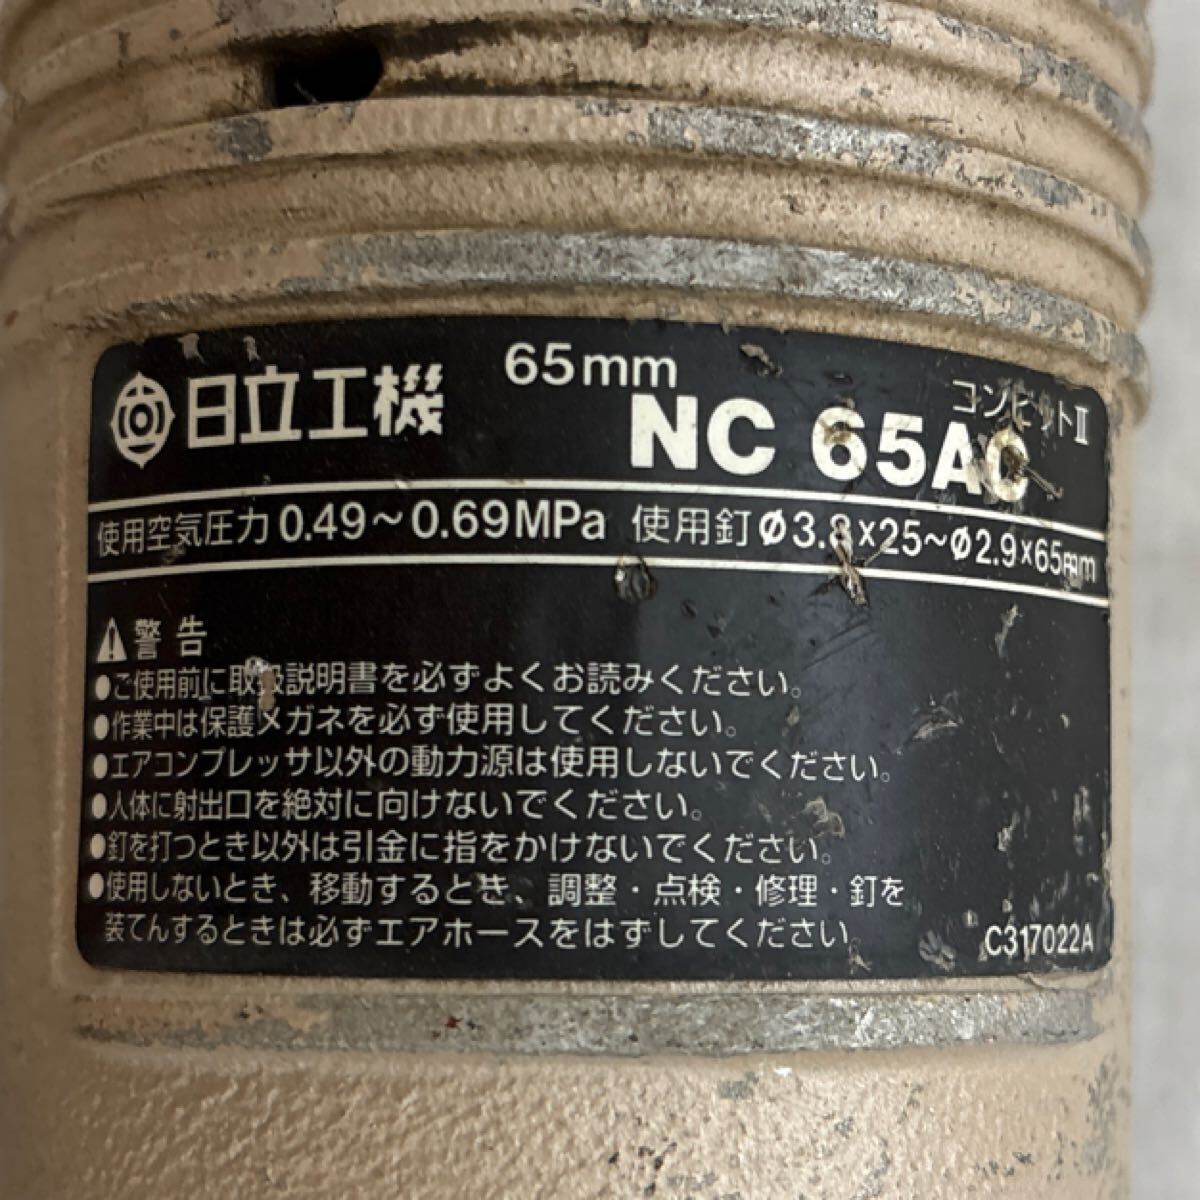 日立工機 65mm コンビットⅡ
NC 65AC
使用空気圧力 0.49～0.69MPa 使用釘 φ3.8×25～φ2.9×65mm
警告
●ご使用前に取扱説明書を必ずよくお読みください。
●作業中は保護メガネを必ず使用してください。
●エアコンプレッサ以外の動力源は使用しないでください。
●人体に射出口を絶対に向けないでください。
●釘を打つとき以外は引金に指をかけないでください。
●使用しないとき、移動するとき、調整・点検・修理・釘を
装てんするときは必ずエアホースをはずしてください
C317022A